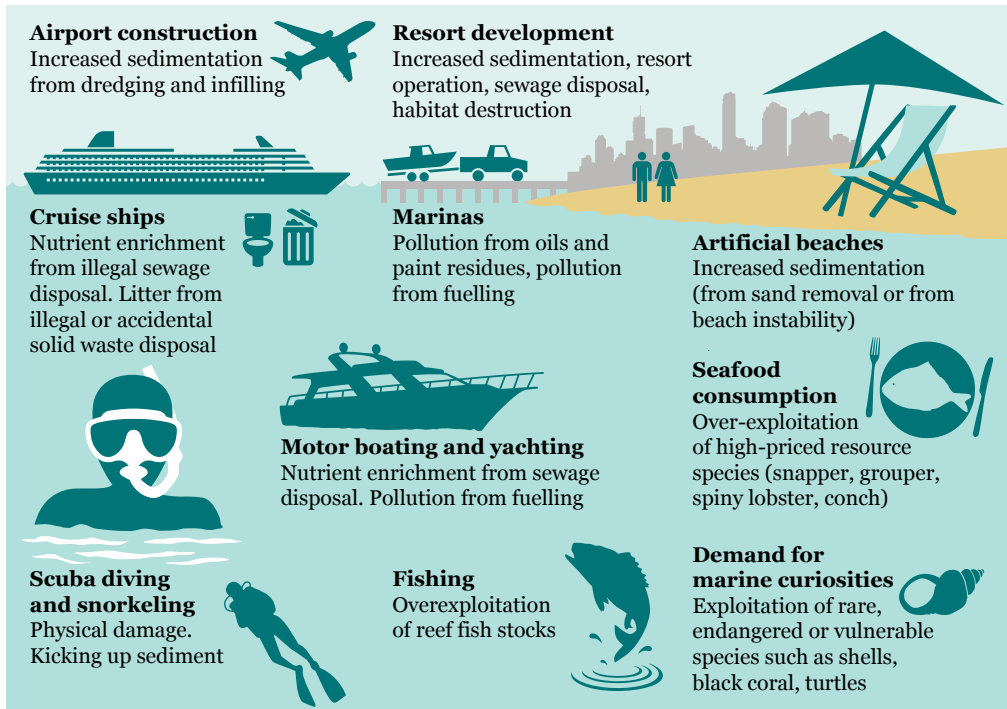 Airport construction
Increased sedimentation
from dredging and infilling
Resort development
Increased sedimentation, resort
operation, sewage disposal,
habitat destruction
Cruise ships
Nutrient enrichment
from illegal sewage
disposal. Litter from
illegal or accidental
solid waste disposal
Marinas
Pollution from oils and
paint residues, pollution
from fuelling
Artificial beaches
Increased sedimentation
(from sand removal or from
beach instability)
Motor boating and yachting
Nutrient enrichment from sewage
disposal. Pollution from fuelling
Seafood
consumption
Over-exploitation
of high-priced resource
species (snapper, grouper,
spiny lobster, conch)
Scuba diving
and snorkeling
Physical damage.
Kicking up sediment
Fishing
Overexploitation
of reef fish stocks
Demand for
marine curiosities
Exploitation of rare,
endangered or vulnerable
species such as shells,
black coral, turtles